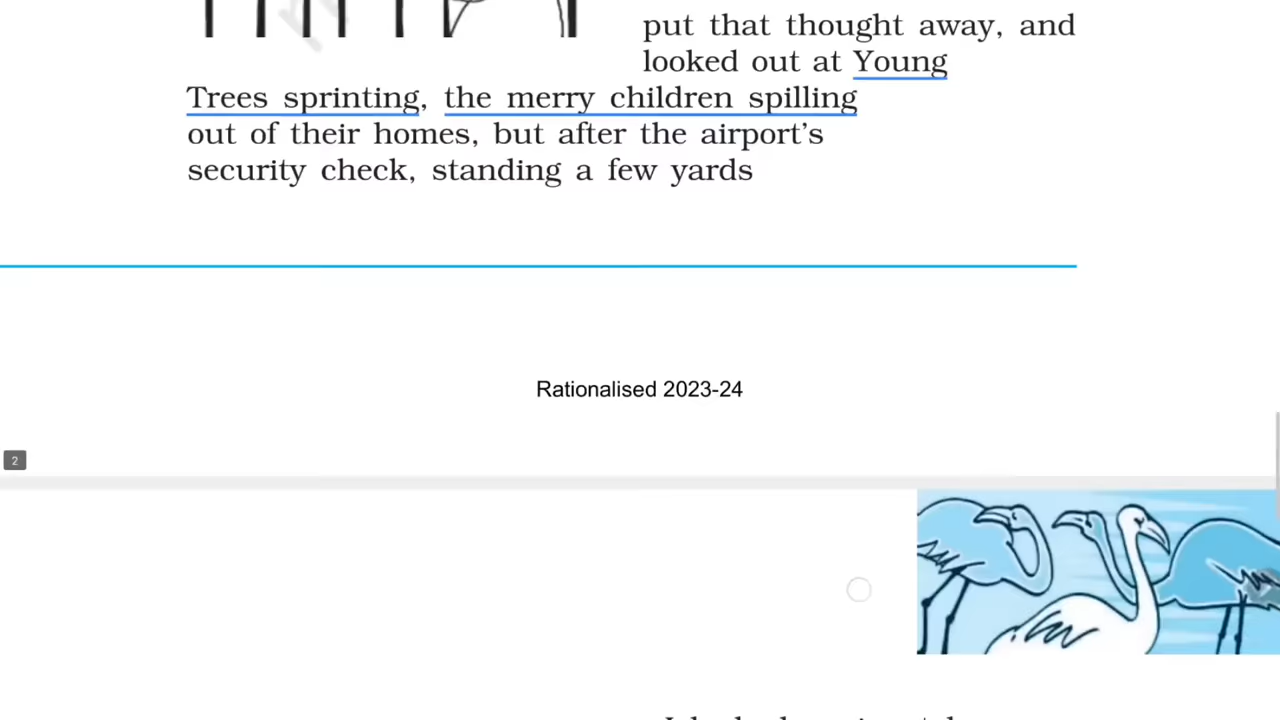 put that thought away, and
looked out at Young
Trees sprinting, the merry children spilling
out of their homes, but after the airport's
security check, standing a few yards
Rationalised 2023-24
2